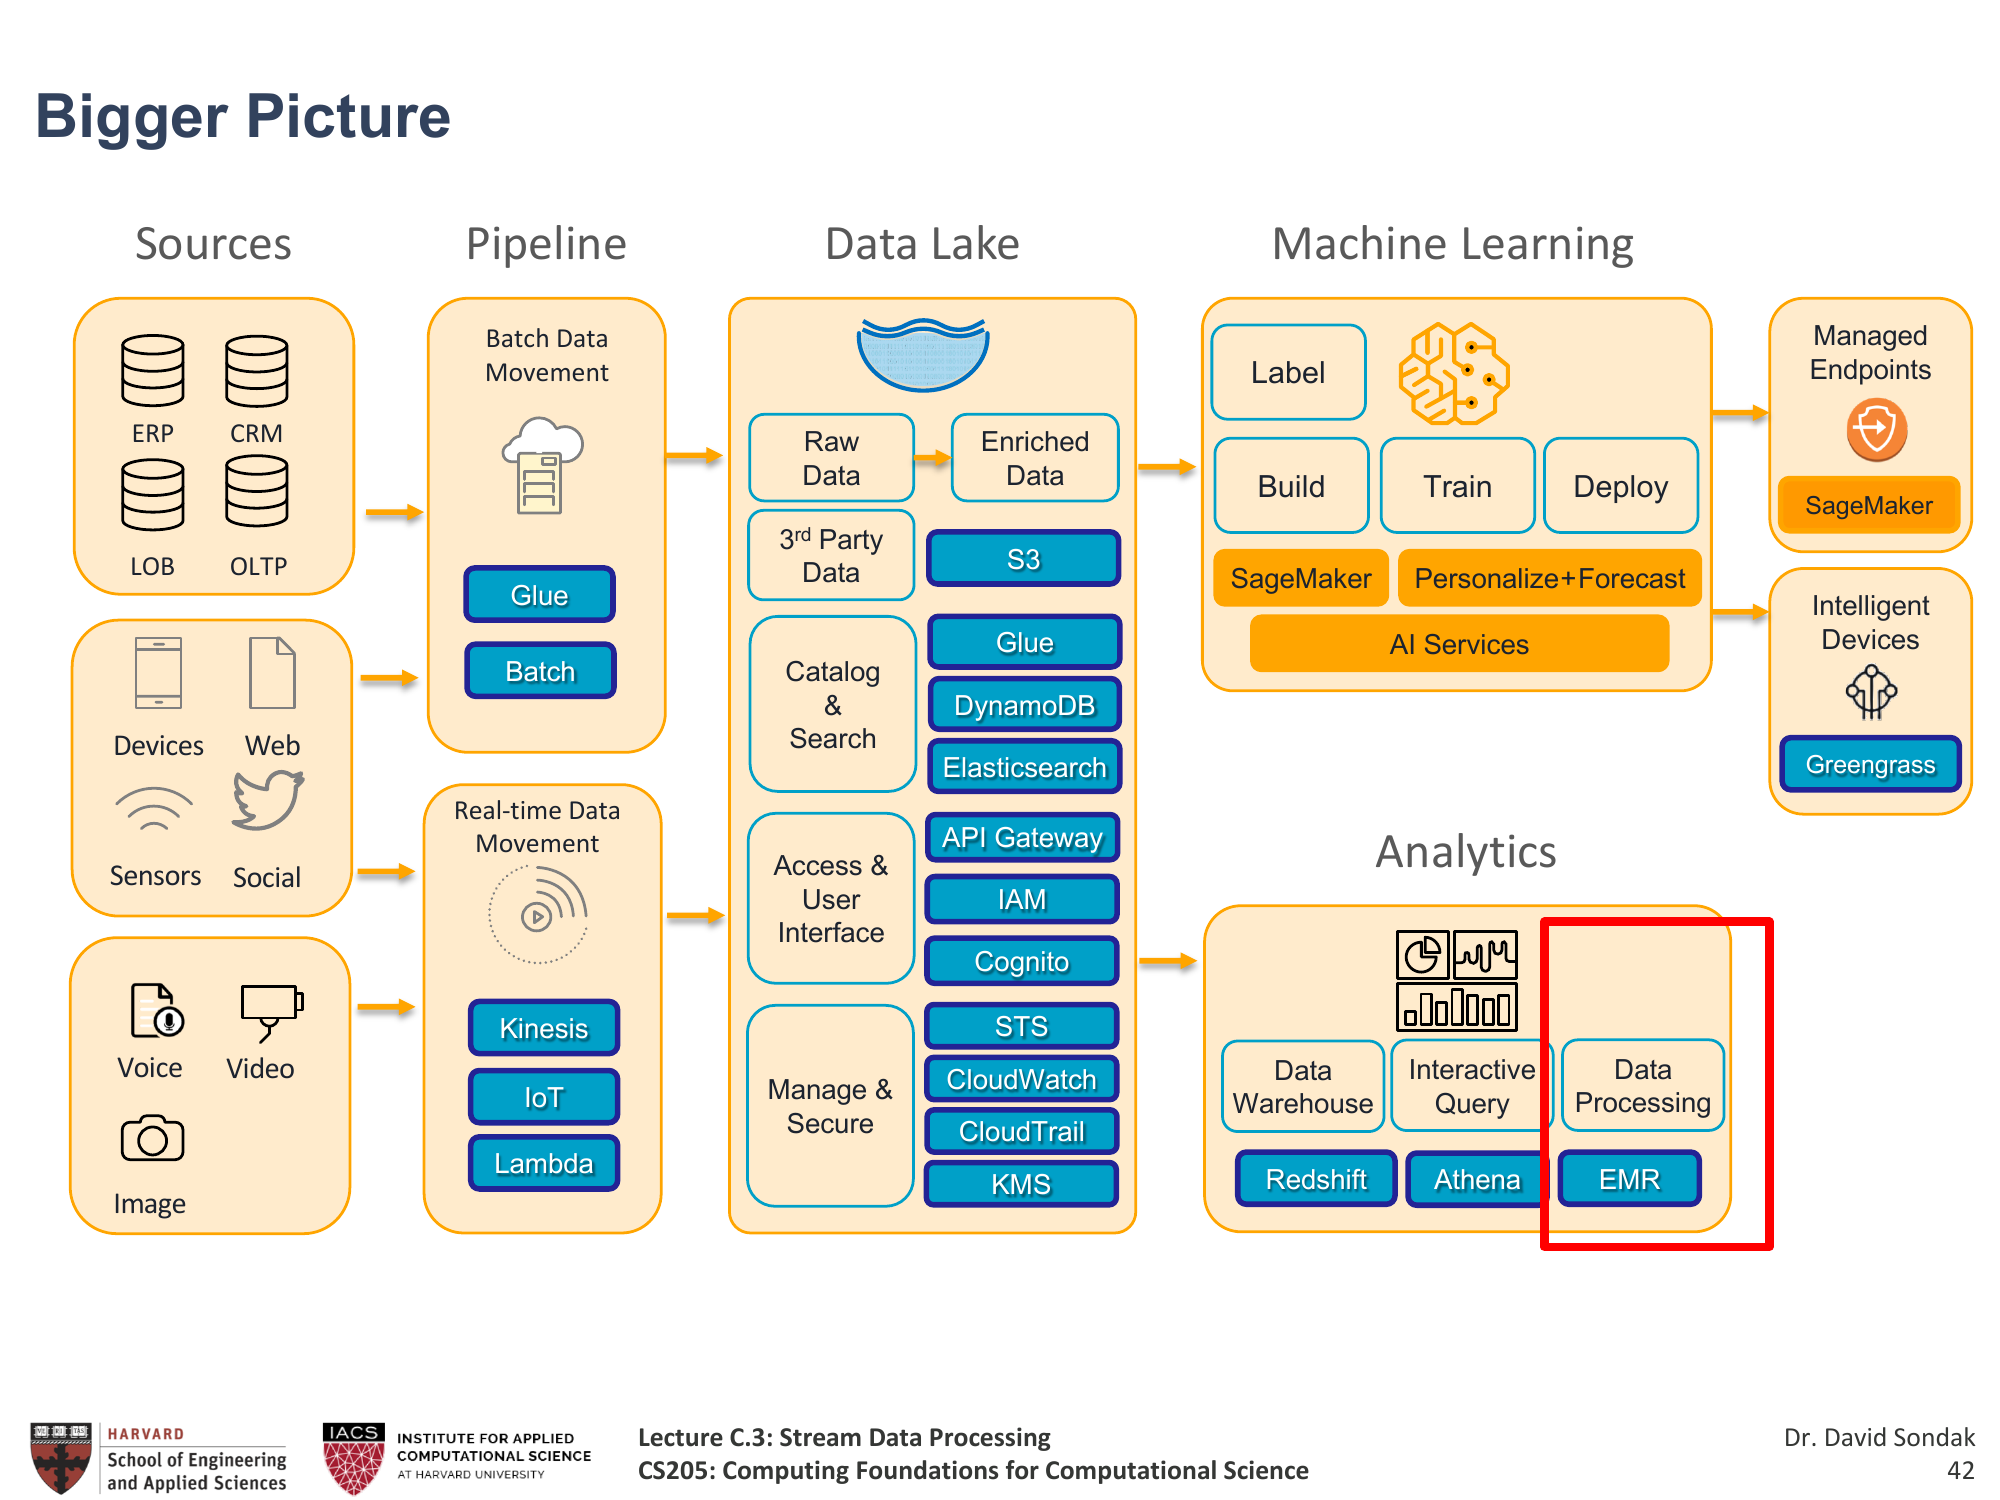 Bigger Picture
Sources
Pipeline
Data Lake
Machine Learning
ERP
CRM
LOB
OLTP
Devices
Web
Sensors
Social
Voice
Video
Image
Batch Data
Movement
Glue
Batch
Real-time Data
Movement
Kinesis
IoT
Lambda
Raw
Data
Enriched
Data
3rd Party
Data
S3
Catalog
&
Search
Glue
DynamoDB
Elasticsearch
Access &
User
Interface
API Gateway
IAM
Cognito
Manage &
Secure
STS
CloudWatch
CloudTrail
KMS
Label
Build
Train
Deploy
SageMaker
Personalize+Forecast
AI Services
Managed
Endpoints
SageMaker
Intelligent
Devices
Greengrass
Analytics
Data
Warehouse
Interactive
Query
Data
Processing
Redshift
Athena
EMR
HARVARD
School of Engineering
and Applied Sciences
IACS
INSTITUTE FOR APPLIED
COMPUTATIONAL SCIENCE
AT HARVARD UNIVERSITY
Lecture C.3: Stream Data Processing
CS205: Computing Foundations for Computational Science
Dr. David Sondak
42